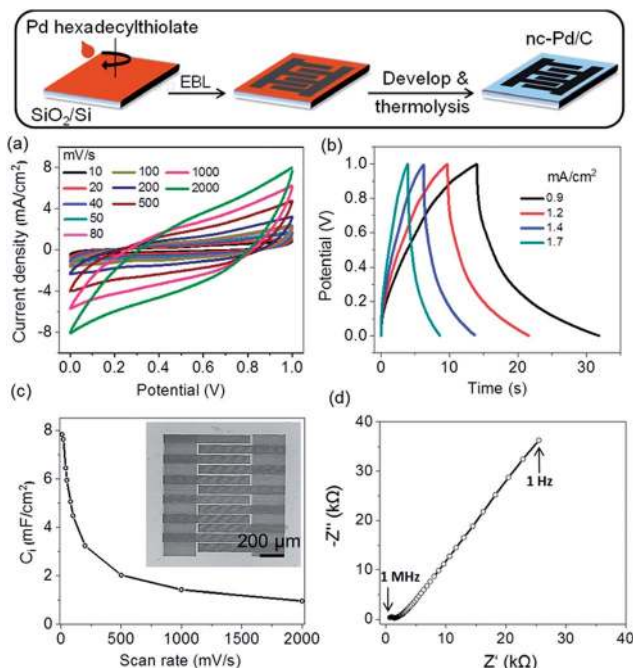 Pd hexadecylthiolate
nc-Pd/C
EBL
Develop &
thermolysis
SiO2/Si
(a)
mV/s
10 100 1000
20 200 2000
40 500
50
80
Current density (mA/cm²)
8
4
0
-4
-8
0.0 0.2 0.4 0.6 0.8 1.0
Potential (V)
(b)
mA/cm²
0.9
1.2
1.4
1.7
Potential (V)
1.0
0.8
0.6
0.4
0.2
0.0
0 10 20 30
Time (s)
(c)
Ci (mF/cm²)
8
6
4
2
0
200 µm
0 500 1000 1500 2000
Scan rate (mV/s)
(d)
-Z'' (kΩ)
40
30
20
10
0
1 Hz
1 MHz
0 10 20 30 40
Z' (kΩ)